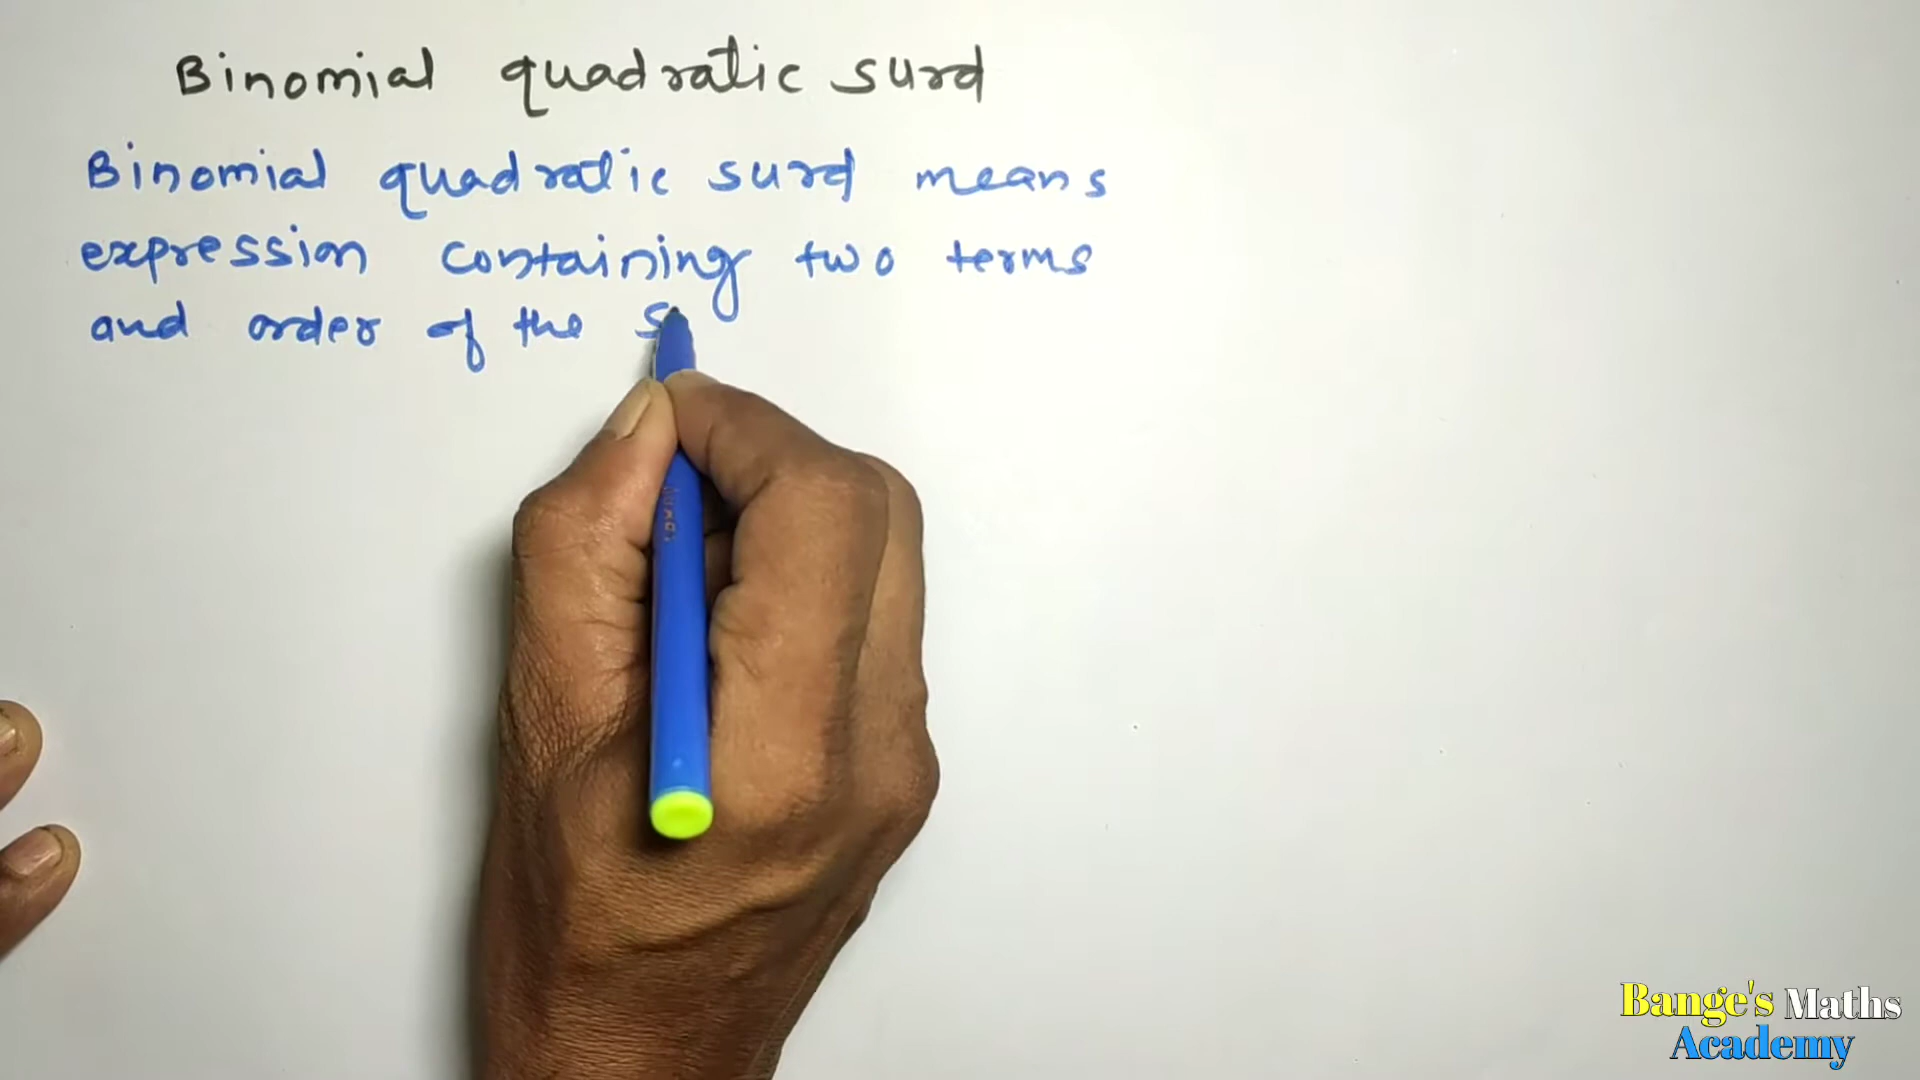 Binomial quadratic surd
Binomial quadratic surd means
expression containing two terms
and order of the s
Bange's Maths
Academy